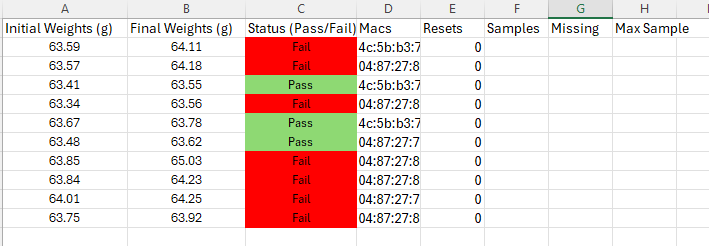 A B C D E F G H
Initial Weights (g) Final Weights (g) Status (Pass/Fail) Macs Resets Samples Missing Max Sample
63.59 64.11 Fail 4c:5b:b3:7 0
63.57 64.18 Fail 04:87:27:8 0
63.41 63.55 Pass 4c:5b:b3:7 0
63.34 63.56 Fail 04:87:27:8 0
63.67 63.78 Pass 4c:5b:b3:7 0
63.48 63.62 Pass 04:87:27:7 0
63.85 65.03 Fail 04:87:27:8 0
63.84 64.23 Fail 04:87:27:8 0
64.01 64.25 Fail 04:87:27:7 0
63.75 63.92 Fail 04:87:27:8 0